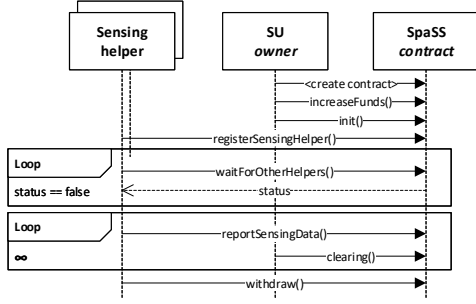 Sensing
helper
SU
owner
SpaSS
contract
<create contract>
increaseFunds()
init()
registerSensingHelper()
Loop
waitForOtherHelpers()
status == false
status
Loop
reportSensingData()
∞
clearing()
withdraw()